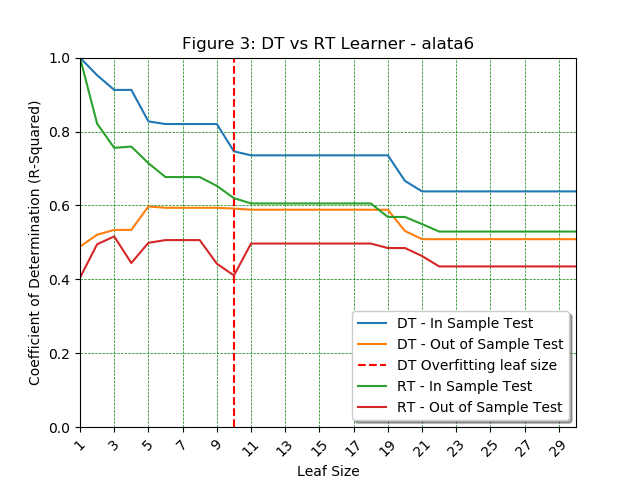 Figure 3: DT vs RT Learner - alata6
Coefficient of Determination (R-Squared)
1.0
0.8
0.6
0.4
0.2
0.0
DT - In Sample Test
DT - Out of Sample Test
DT Overfitting leaf size
RT - In Sample Test
RT - Out of Sample Test
1 3 5 7 9 11 13 15 17 19 21 23 25 27 29
Leaf Size